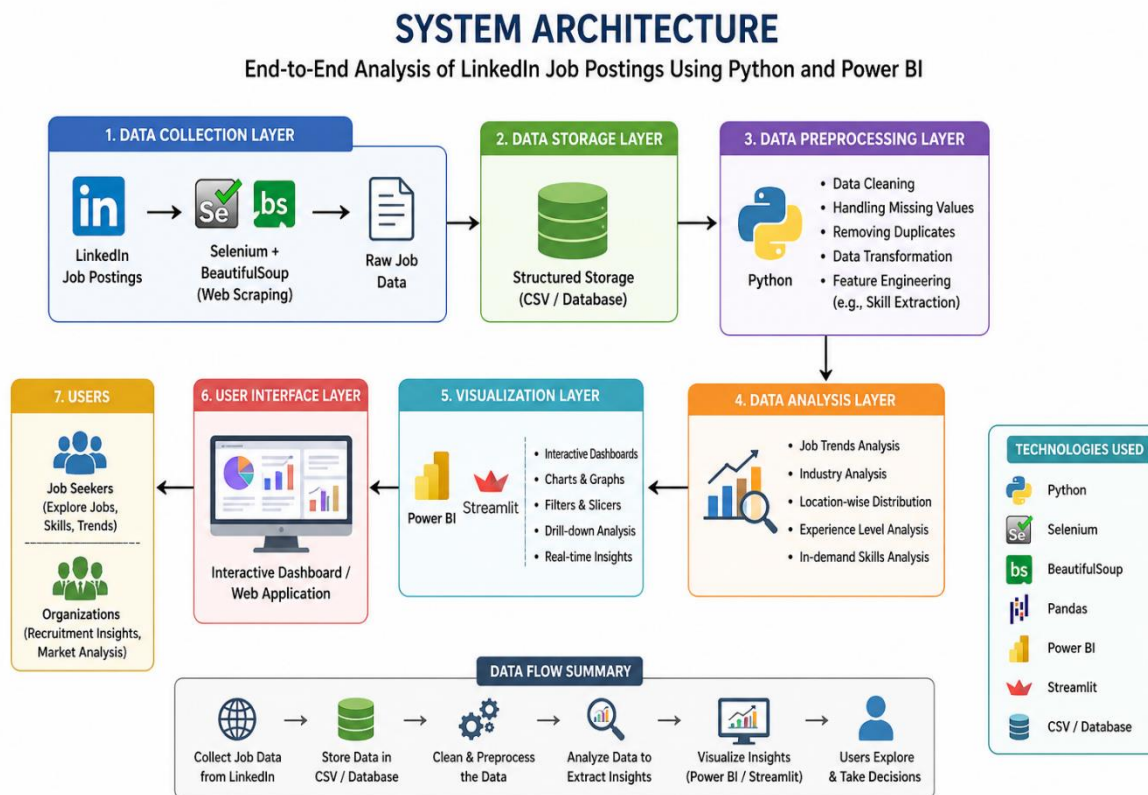 SYSTEM ARCHITECTURE
End-to-End Analysis of LinkedIn Job Postings Using Python and Power BI
1. DATA COLLECTION LAYER
in
LinkedIn
Job Postings
Se
bs
Selenium +
BeautifulSoup
(Web Scraping)
Raw Job
Data
2. DATA STORAGE LAYER
Structured Storage
(CSV / Database)
3. DATA PREPROCESSING LAYER
Python
• Data Cleaning
• Handling Missing Values
• Removing Duplicates
• Data Transformation
• Feature Engineering
(e.g., Skill Extraction)
4. DATA ANALYSIS LAYER
• Job Trends Analysis
• Industry Analysis
• Location-wise Distribution
• Experience Level Analysis
• In-demand Skills Analysis
5. VISUALIZATION LAYER
Power BI
Streamlit
• Interactive Dashboards
• Charts & Graphs
• Filters & Slicers
• Drill-down Analysis
• Real-time Insights
6. USER INTERFACE LAYER
Interactive Dashboard /
Web Application
7. USERS
Job Seekers
(Explore Jobs,
Skills, Trends)
Organizations
(Recruitment Insights,
Market Analysis)
TECHNOLOGIES USED
Python
Se
Selenium
bs
BeautifulSoup
Pandas
Power BI
Streamlit
CSV / Database
DATA FLOW SUMMARY
Collect Job Data
from LinkedIn
Store Data in
CSV / Database
Clean & Preprocess
the Data
Analyze Data to
Extract Insights
Visualize Insights
(Power BI / Streamlit)
Users Explore
& Take Decisions